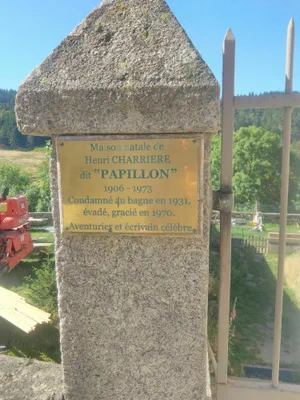 Maison natale de
Henri CHARRIERE
dit "PAPILLON"
1906 - 1973
Condamné au bagne en 1931,
évadé, gracié en 1970.
Aventurier et écrivain célèbre.